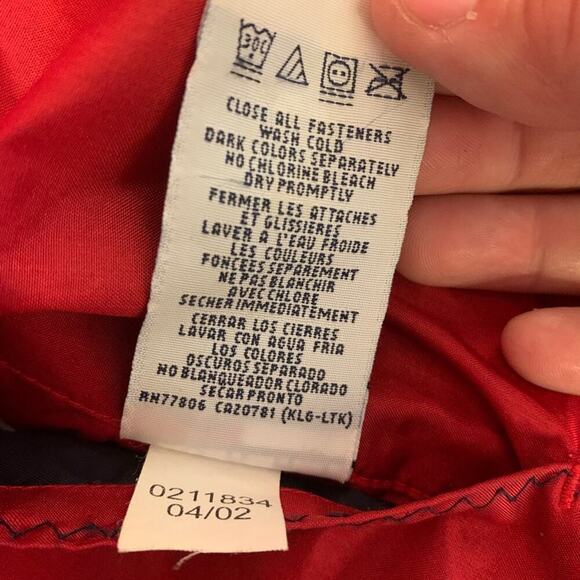 30C
CLOSE ALL FASTENERS
WASH COLD
DARK COLORS SEPARATELY
NO CHLORINE BLEACH
DRY PROMPTLY
FERMER LES ATTACHES
ET GLISSIERES
LAVER A L'EAU FROIDE
LES COULEURS
FONCEES SEPAREMENT
NE PAS BLANCHIR
AVEC CHLORE
SECHER IMMEDIATEMENT
CERRAR LOS CIERRES
LAVAR CON AGUA FRIA
LOS COLORES
OSCUROS SEPARADO
NO BLANQUEADOR CLORADO
SECAR PRONTO
RN77806 CA20781 (KLG-LTK)
0211834
04/02